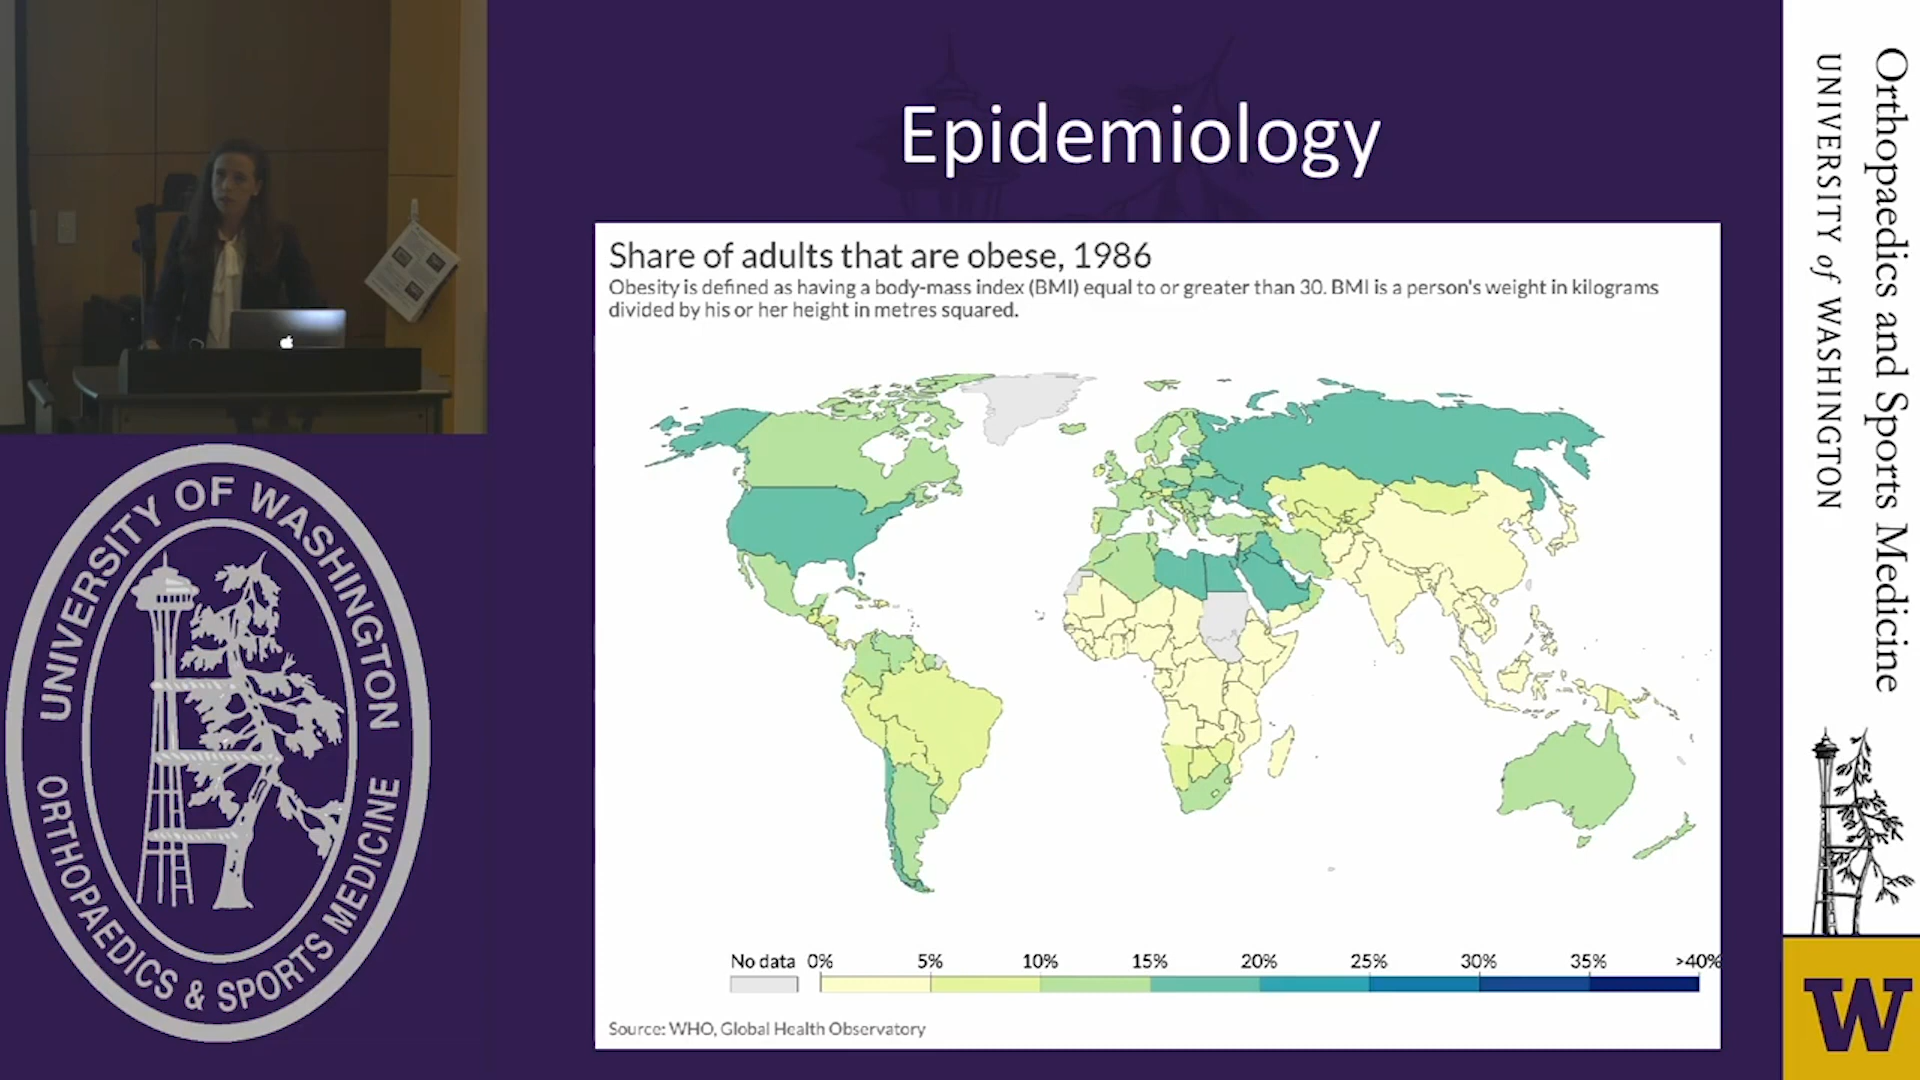 Epidemiology
Share of adults that are obese, 1986
Obesity is defined as having a body-mass index (BMI) equal to or greater than 30. BMI is a person's weight in kilograms
divided by his or her height in metres squared.
No data 0% 5% 10% 15% 20% 25% 30% 35% >40%
Source: WHO, Global Health Observatory
UNIVERSITY OF WASHINGTON
ORTHOPAEDICS & SPORTS MEDICINE
Orthopaedics and Sports Medicine
UNIVERSITY of WASHINGTON
W